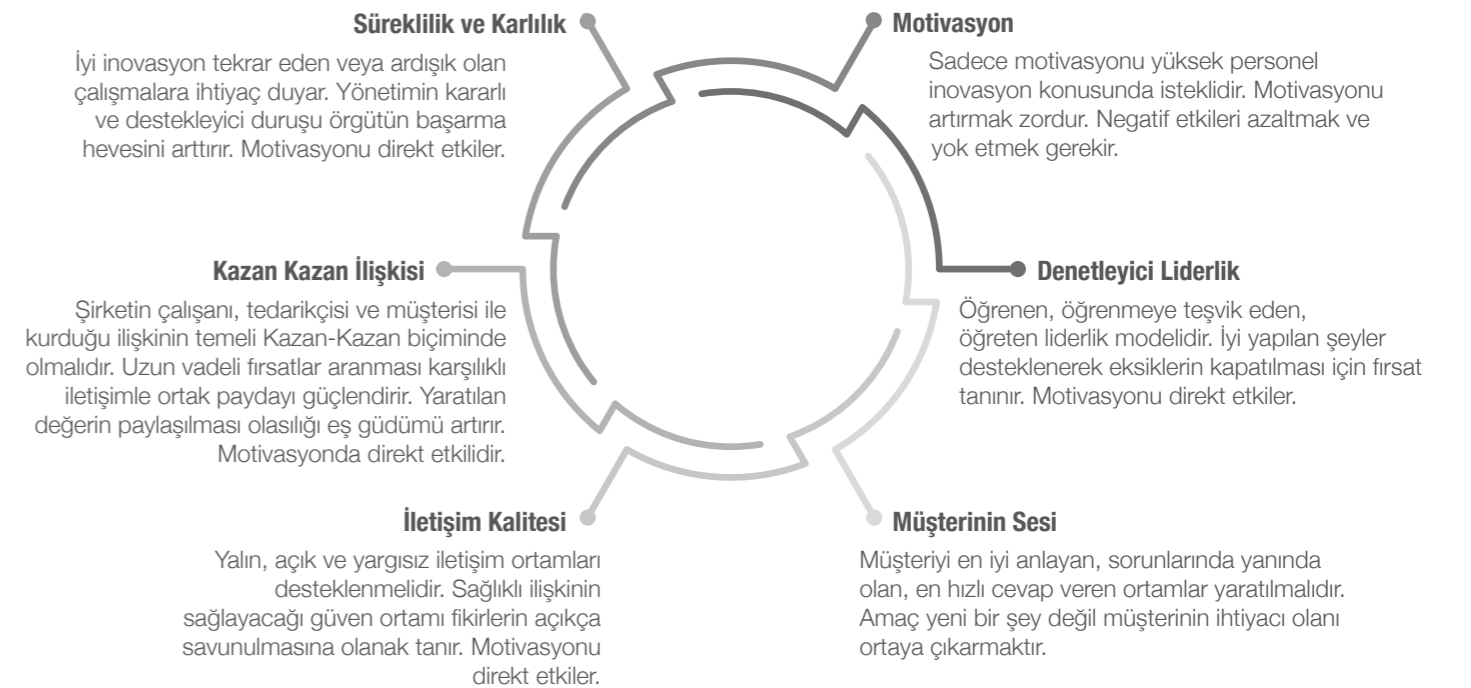 Süreklilik ve Karlılık
İyi inovasyon tekrar eden veya ardışık olan
çalışmalara ihtiyaç duyar. Yönetimin kararlı
ve destekleyici duruşu örgütün başarma
hevesini arttırır. Motivasyonu direkt etkiler.
Motivasyon
Sadece motivasyonu yüksek personel
inovasyon konusunda isteklidir. Motivasyonu
artırmak zordur. Negatif etkileri azaltmak ve
yok etmek gerekir.
Kazan Kazan İlişkisi
Şirketin çalışanı, tedarikçisi ve müşterisi ile
kurduğu ilişkinin temeli Kazan-Kazan biçiminde
olmalıdır. Uzun vadeli fırsatlar aranması karşılıklı
iletişimle ortak paydayı güçlendirir. Yaratılan
değerin paylaşılması olasılığı eş güdümü artırır.
Motivasyonda direkt etkilidir.
Denetleyici Liderlik
Öğrenen, öğrenmeye teşvik eden,
öğreten liderlik modelidir. İyi yapılan şeyler
desteklenerek eksiklerin kapatılması için fırsat
tanınır. Motivasyonu direkt etkiler.
İletişim Kalitesi
Yalın, açık ve yargısız iletişim ortamları
desteklenmelidir. Sağlıklı ilişkinin
sağlayacağı güven ortamı fikirlerin açıkça
savunulmasına olanak tanır. Motivasyonu
direkt etkiler.
Müşterinin Sesi
Müşteriyi en iyi anlayan, sorunlarında yanında
olan, en hızlı cevap veren ortamlar yaratılmalıdır.
Amaç yeni bir şey değil müşterinin ihtiyacı olanı
ortaya çıkarmaktır.